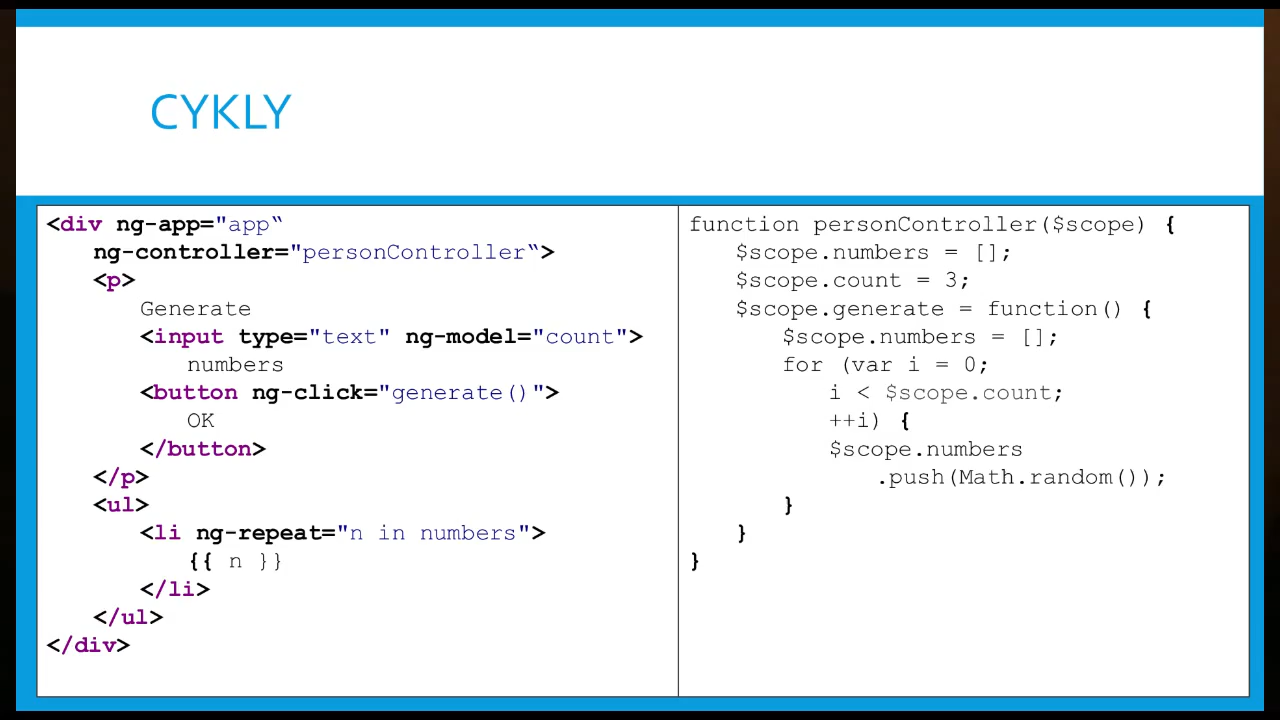 CYKLY
<div ng-app="app“
ng-controller="personController“>
<p>
Generate
<input type="text" ng-model="count">
numbers
<button ng-click="generate()">
OK
</button>
</p>
<ul>
<li ng-repeat="n in numbers">
{{ n }}
</li>
</ul>
</div>
function personController($scope) {
$scope.numbers = [];
$scope.count = 3;
$scope.generate = function() {
$scope.numbers = [];
for (var i = 0;
i < $scope.count;
++i) {
$scope.numbers
.push(Math.random());
}
}
}